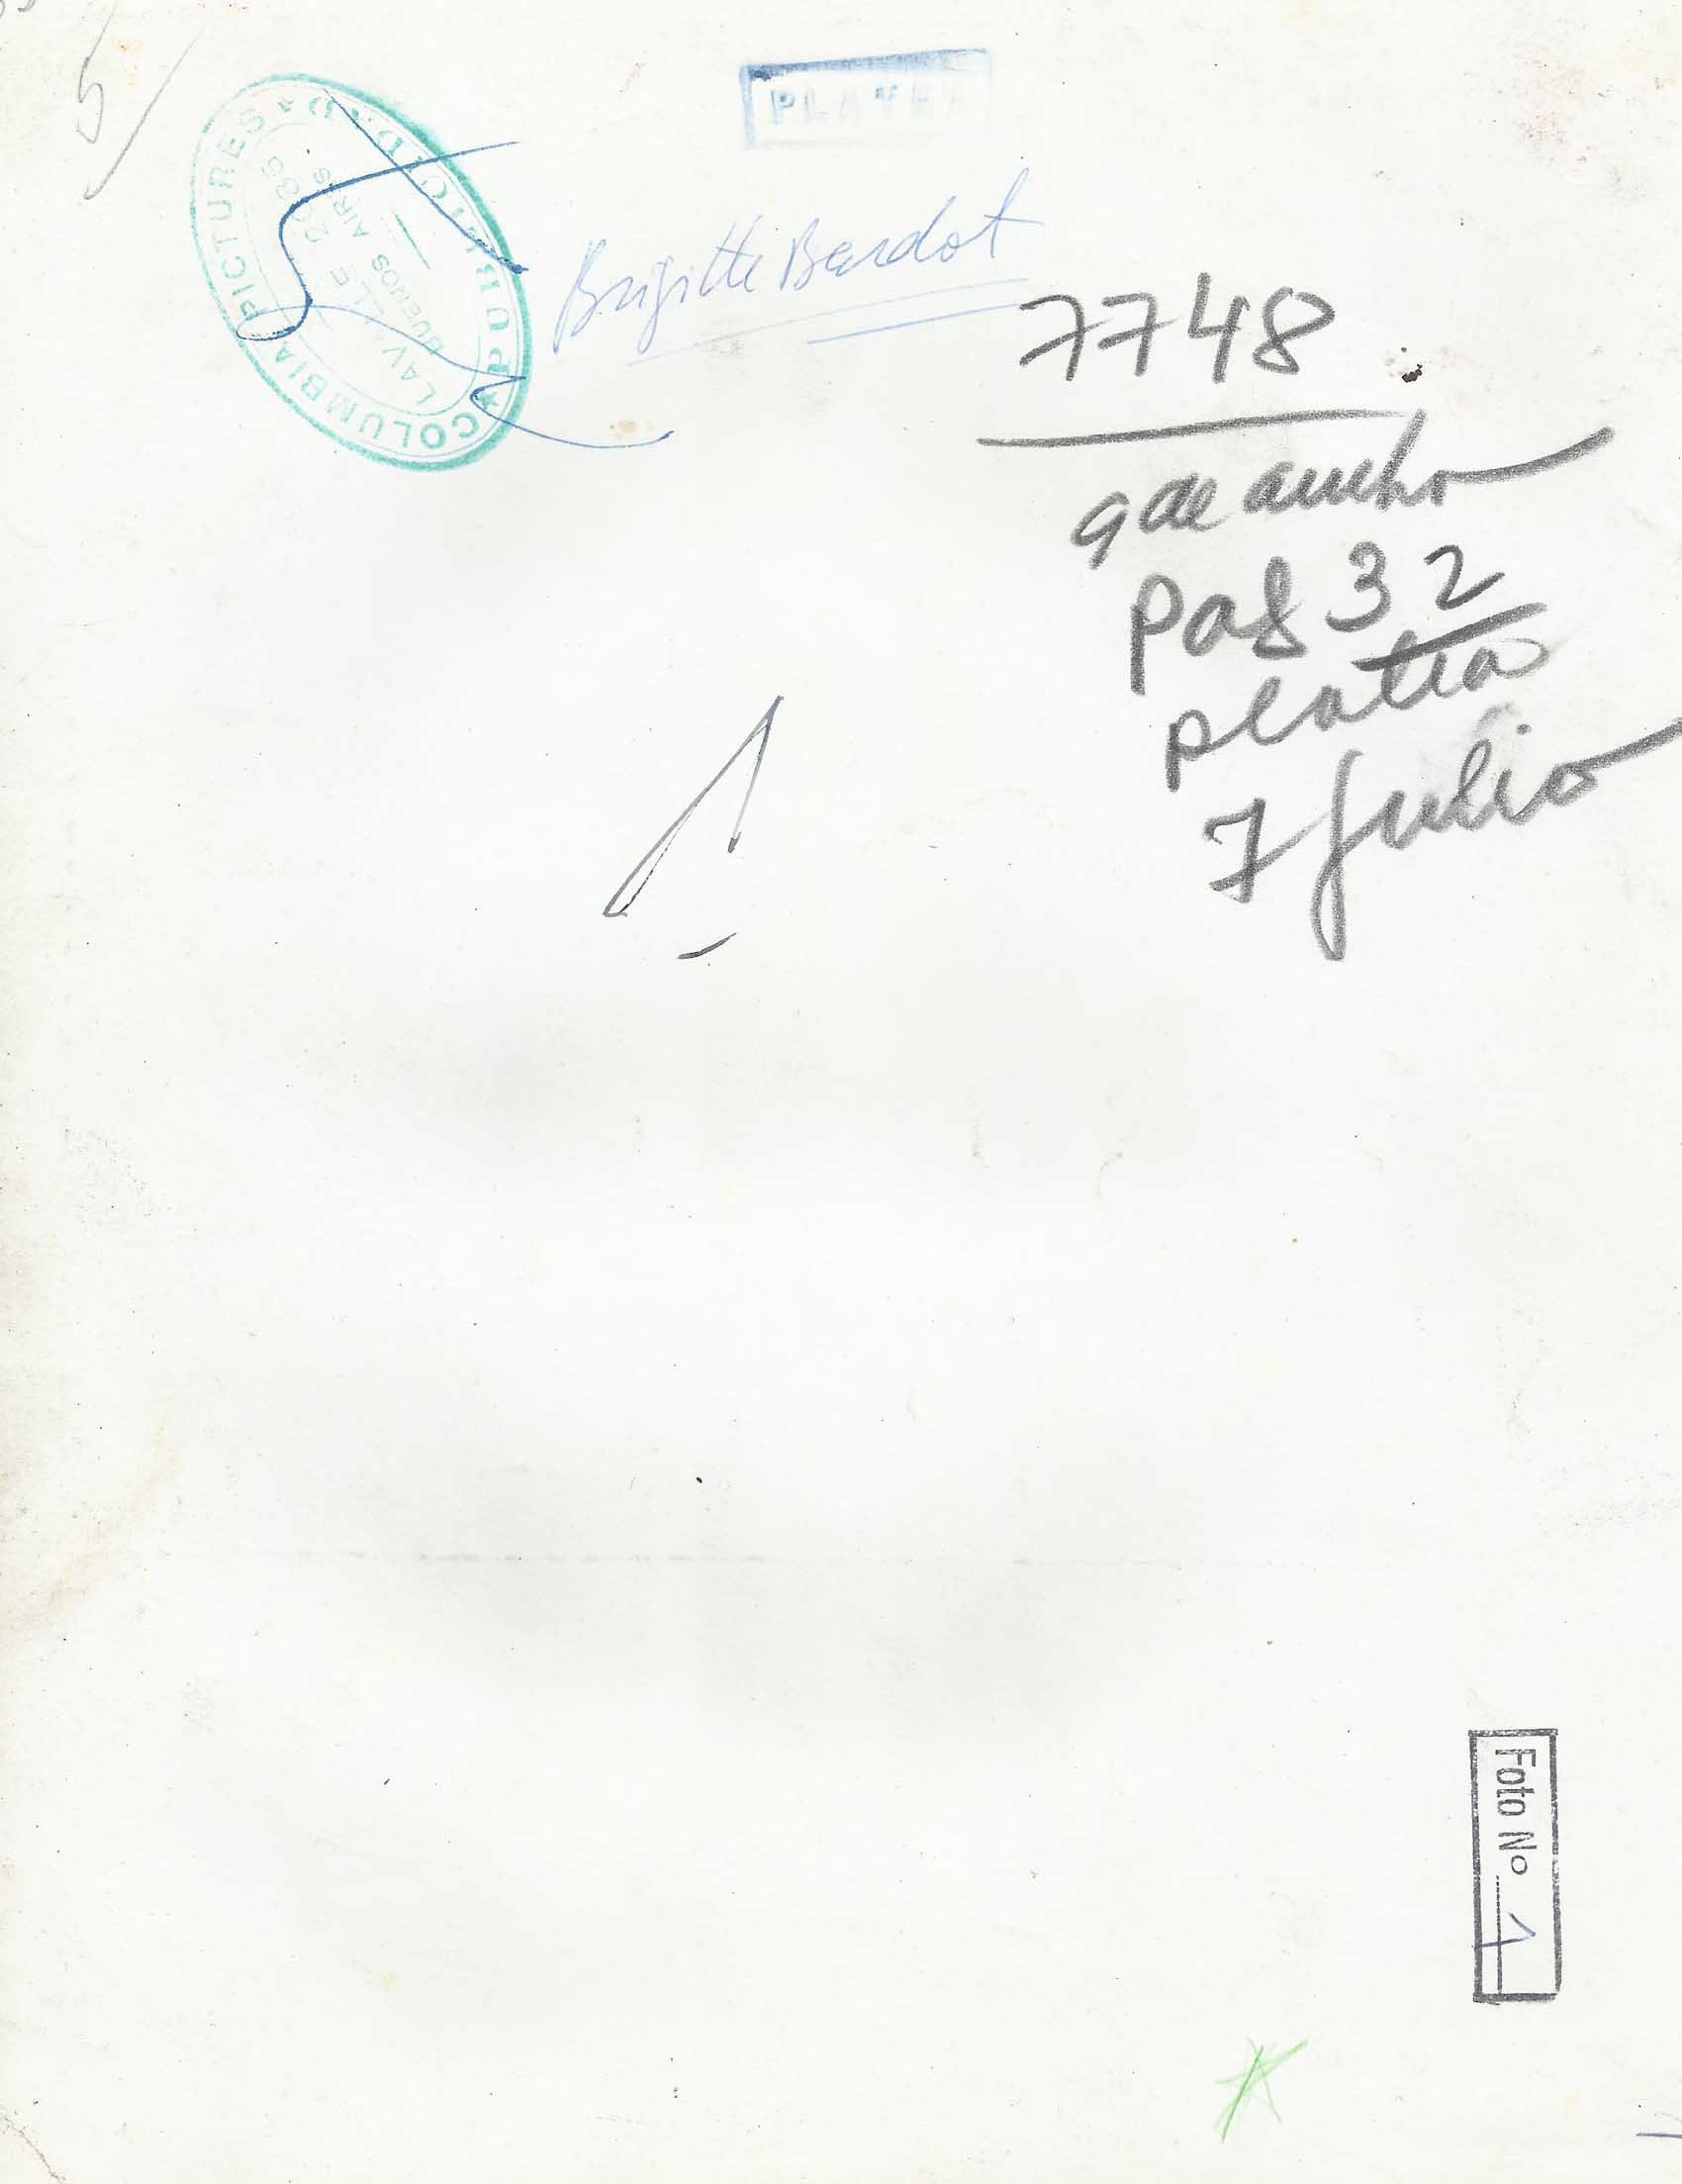 5
PLATEA
COLUMBIA PICTURES
PUBLICIDAD
LAVALLE
BUENOS AIRES
Brigitte Bardot
7748
9 de ancho
pag 32
platea
7 julio
1
Foto No 1